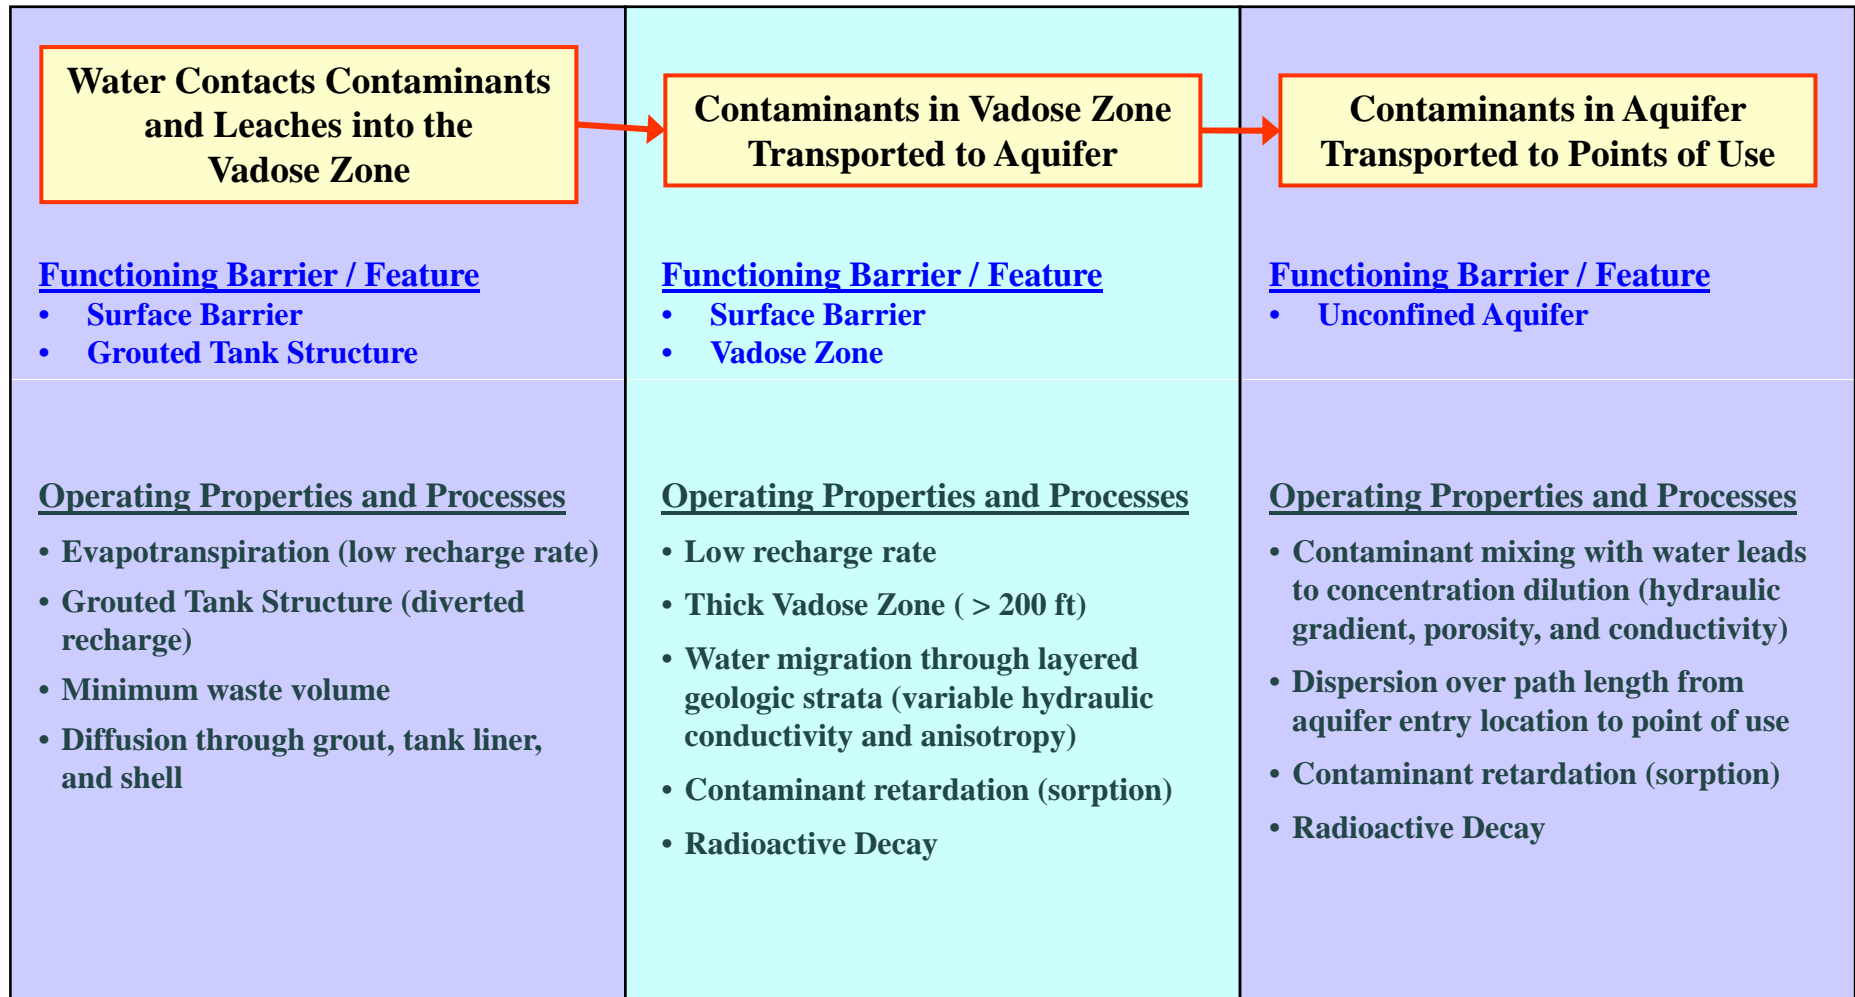 Water Contacts Contaminants
and Leaches into the
Vadose Zone
Functioning Barrier / Feature
• Surface Barrier
• Grouted Tank Structure
Operating Properties and Processes
• Evapotranspiration (low recharge rate)
• Grouted Tank Structure (diverted
recharge)
• Minimum waste volume
• Diffusion through grout, tank liner,
and shell
Contaminants in Vadose Zone
Transported to Aquifer
Functioning Barrier / Feature
• Surface Barrier
• Vadose Zone
Operating Properties and Processes
• Low recharge rate
• Thick Vadose Zone ( > 200 ft)
• Water migration through layered
geologic strata (variable hydraulic
conductivity and anisotropy)
• Contaminant retardation (sorption)
• Radioactive Decay
Contaminants in Aquifer
Transported to Points of Use
Functioning Barrier / Feature
• Unconfined Aquifer
Operating Properties and Processes
• Contaminant mixing with water leads
to concentration dilution (hydraulic
gradient, porosity, and conductivity)
• Dispersion over path length from
aquifer entry location to point of use
• Contaminant retardation (sorption)
• Radioactive Decay